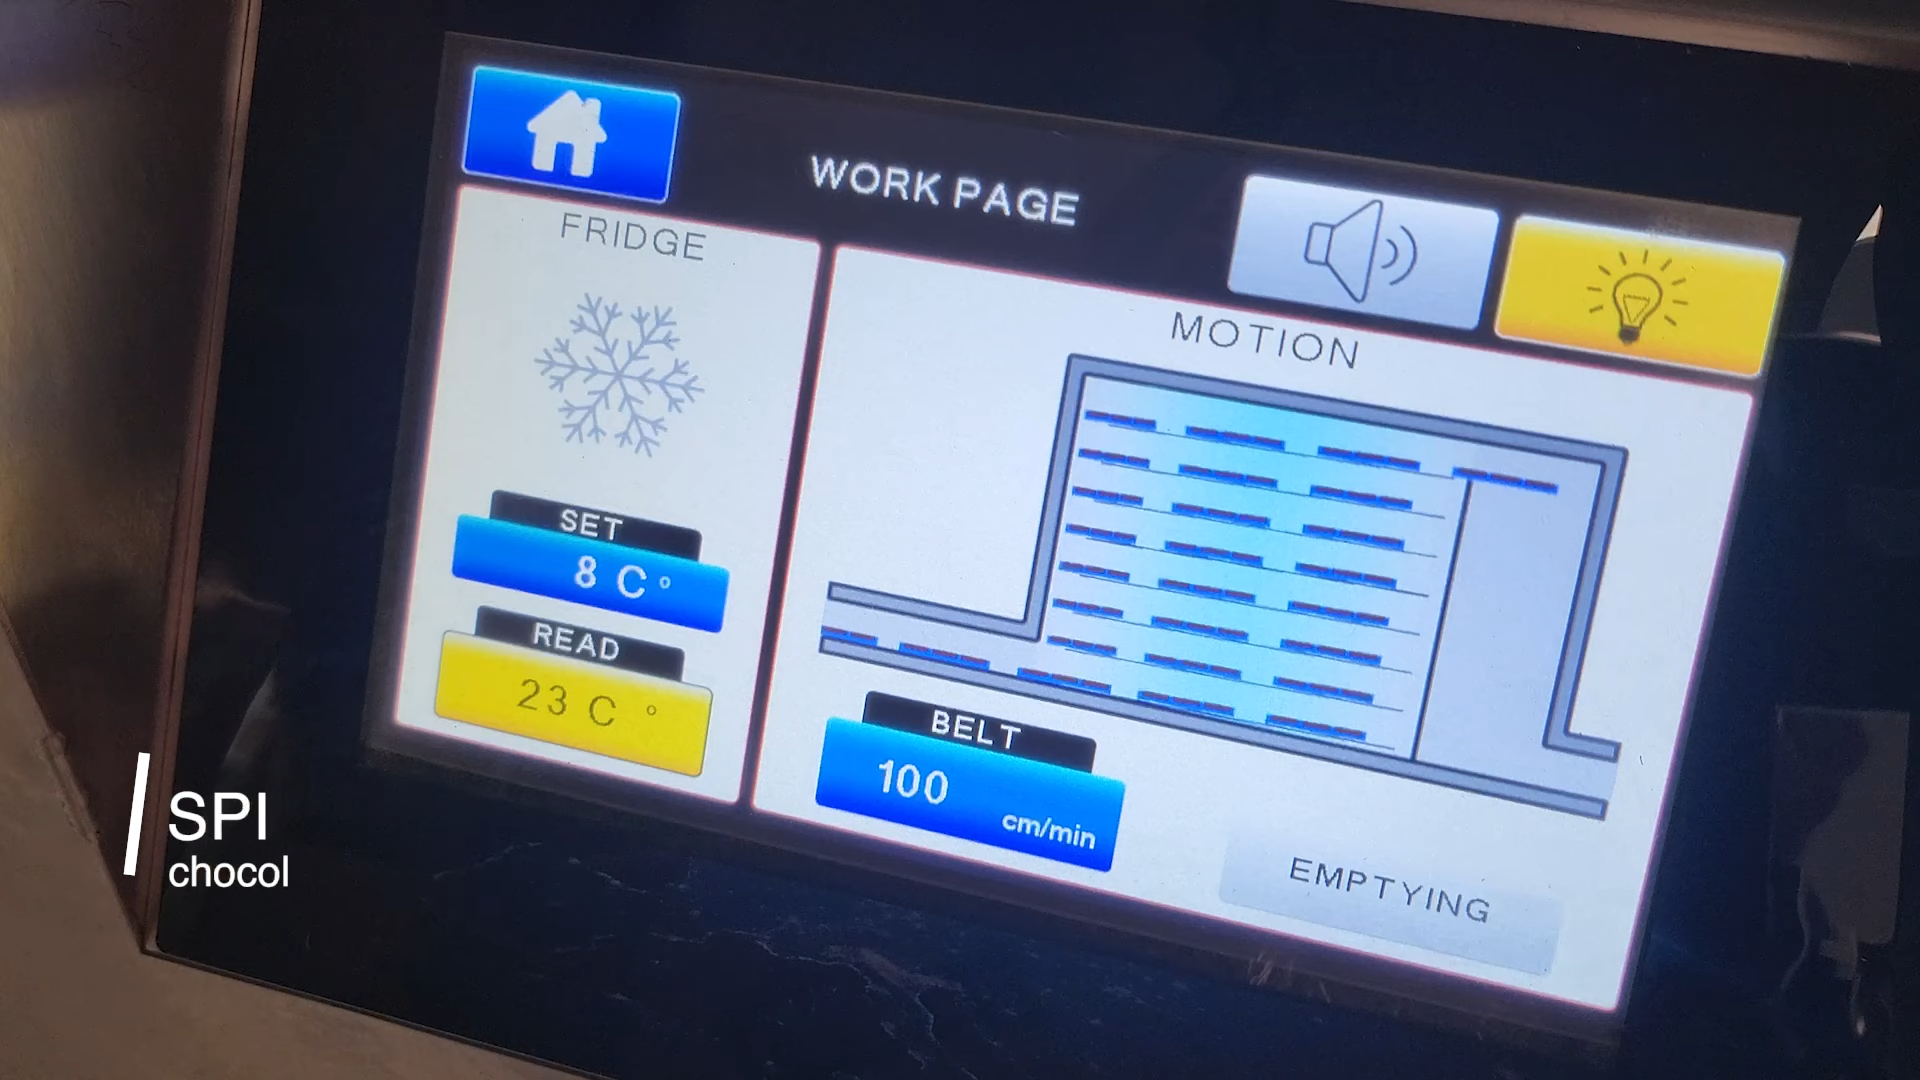 WORK PAGE
FRIDGE
MOTION
SET
8 C°
READ
23 C °
BELT
100
cm/min
EMPTYING
SPI
chocol